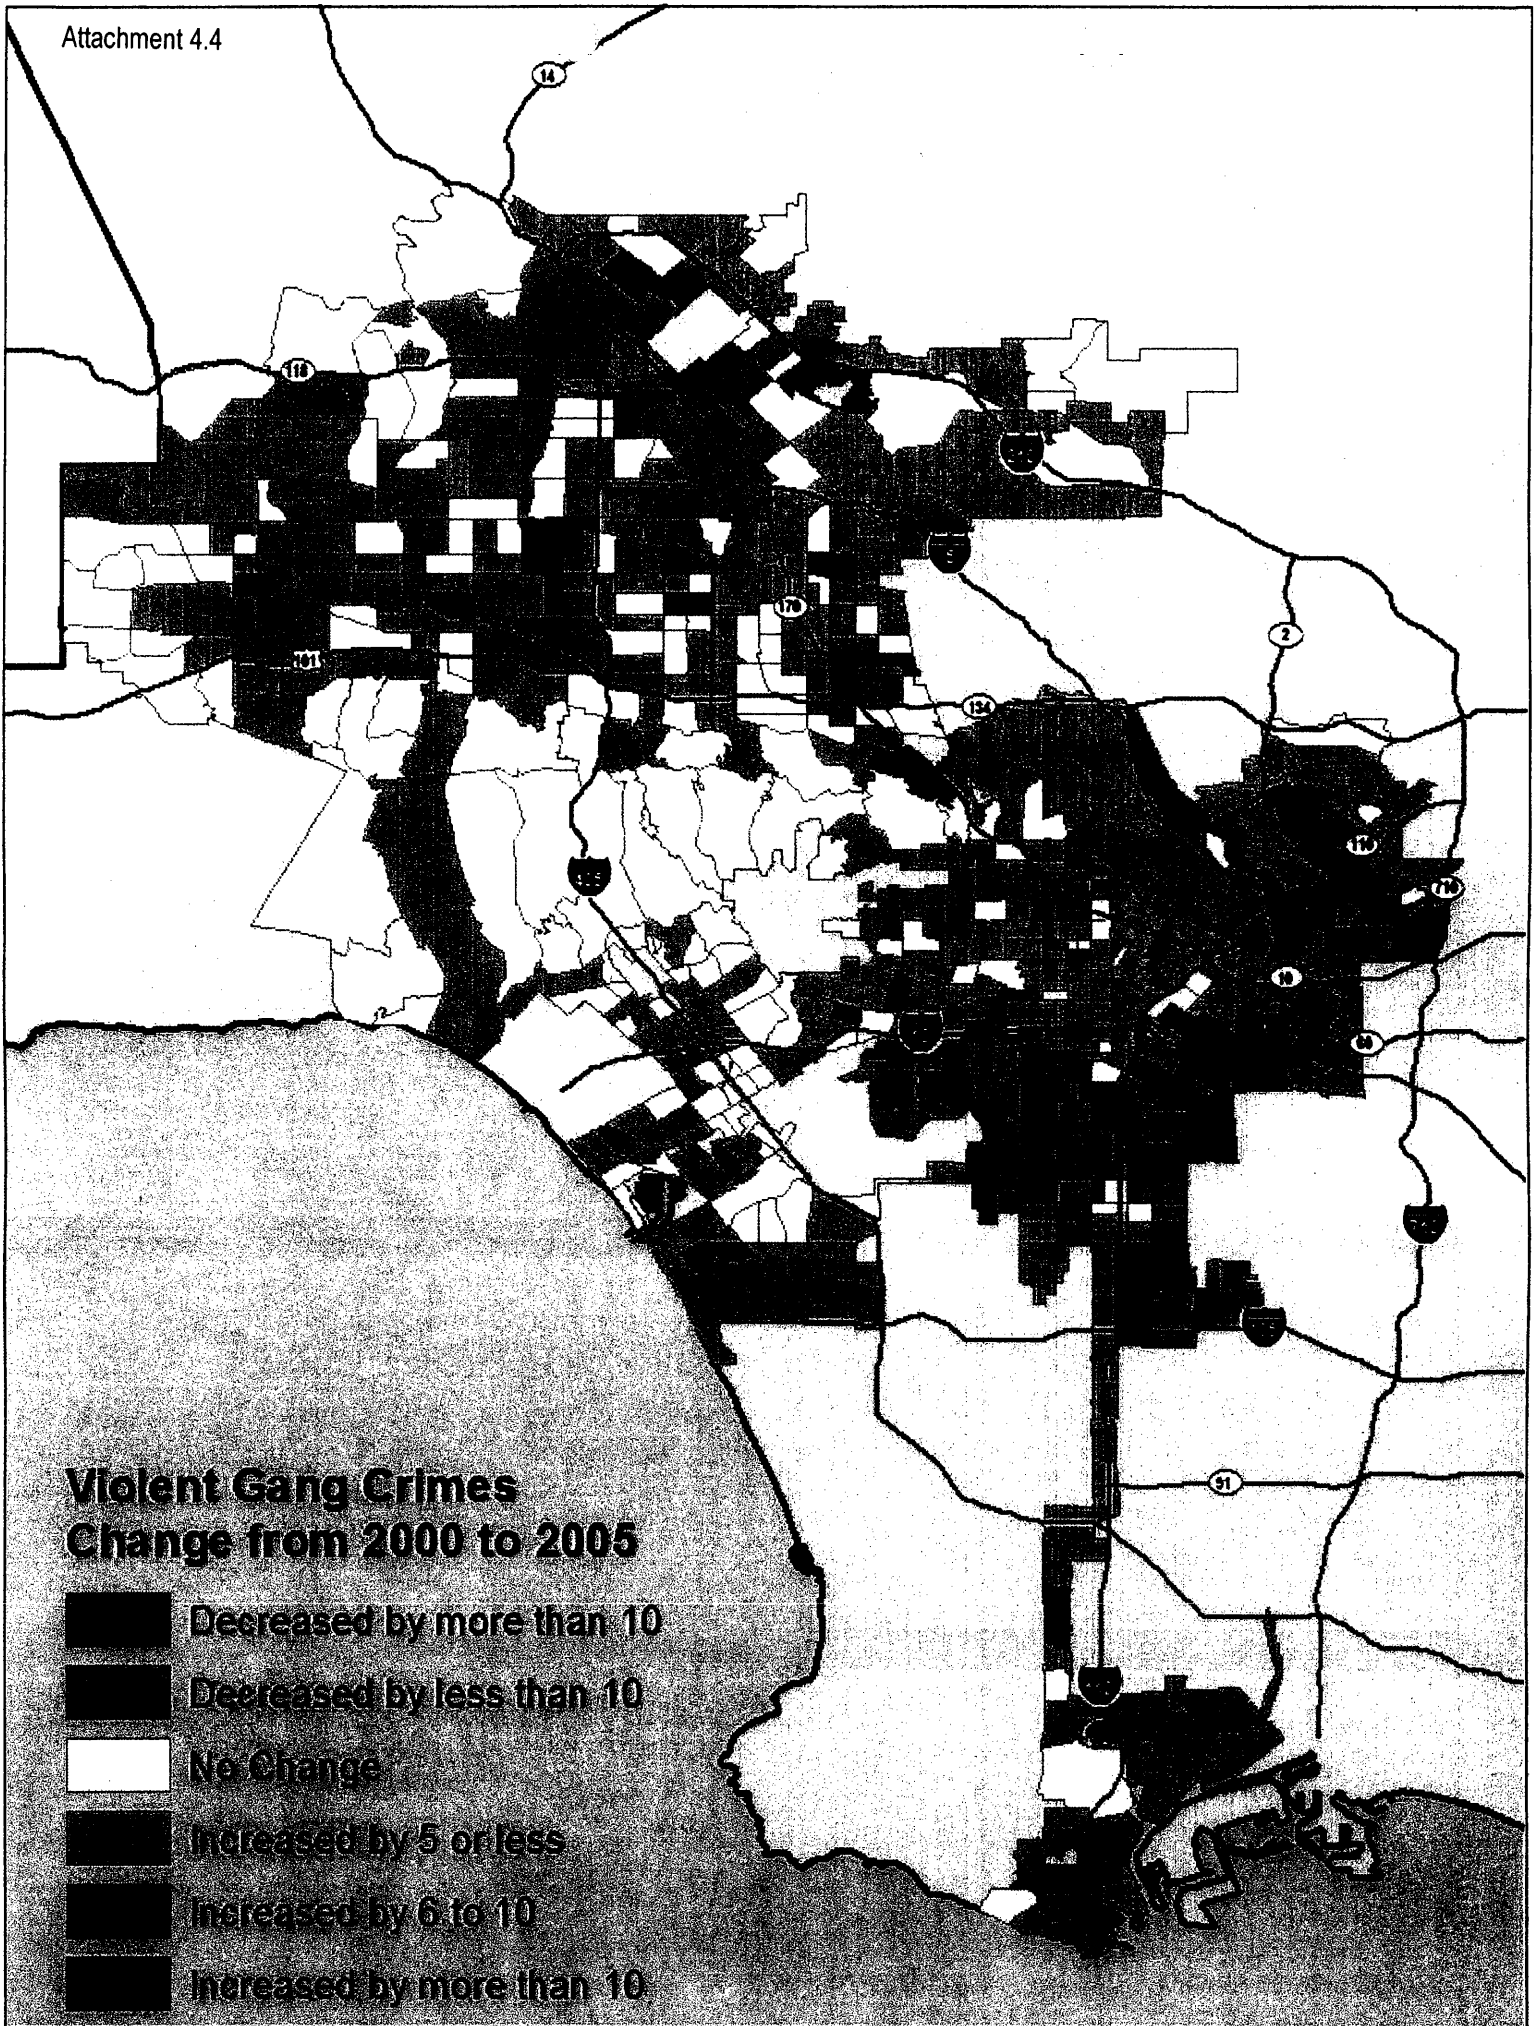 Attachment 4.4
14
118
170
2
101
134
110
710
10
60
91
Violent Gang Crimes
Change from 2000 to 2005
Decreased by more than 10
Decreased by less than 10
No Change
Increased by 5 or less
Increased by 6 to 10
Increased by more than 10